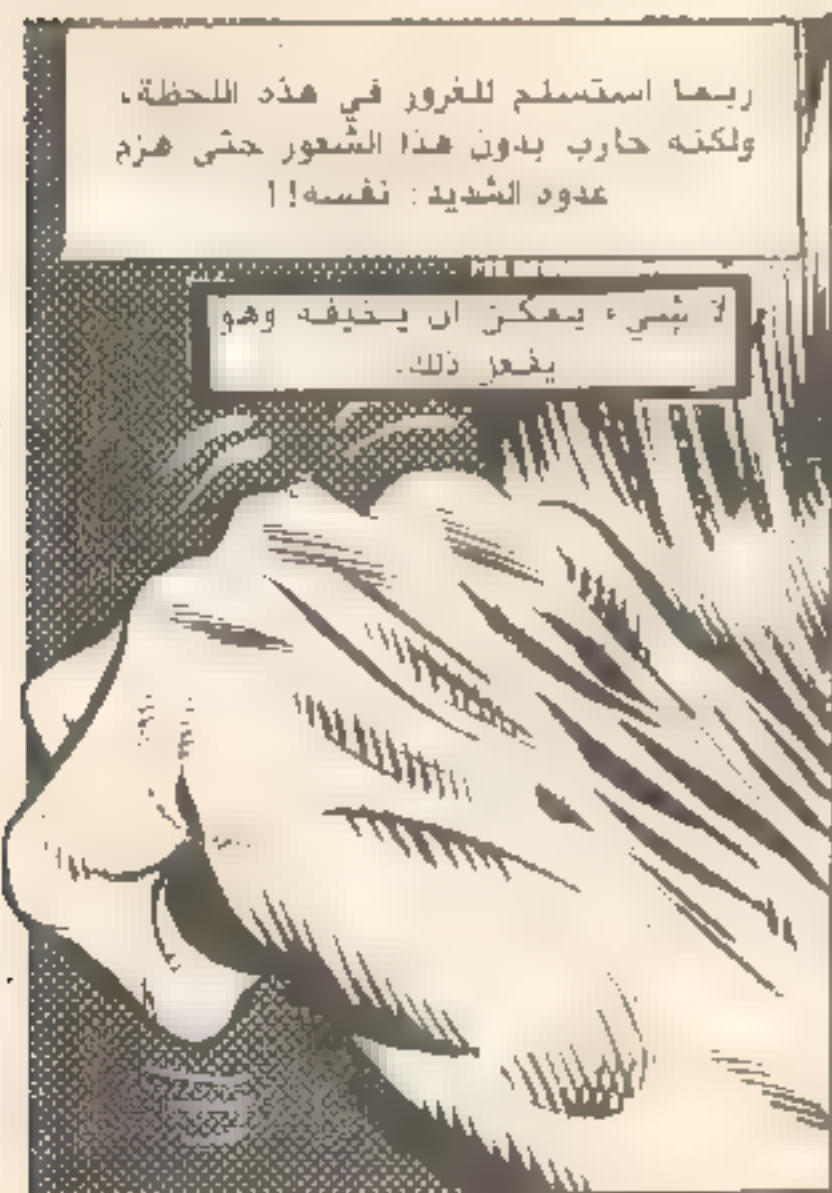 ربما استسلم للغرور في هذه اللحظة،
ولكنه حارب بدون هذا الشعور حتى هزم
عدوه الشديد: نفسه!!
لا شيء يمكن ان يخيفه وهو
يفعل ذلك.